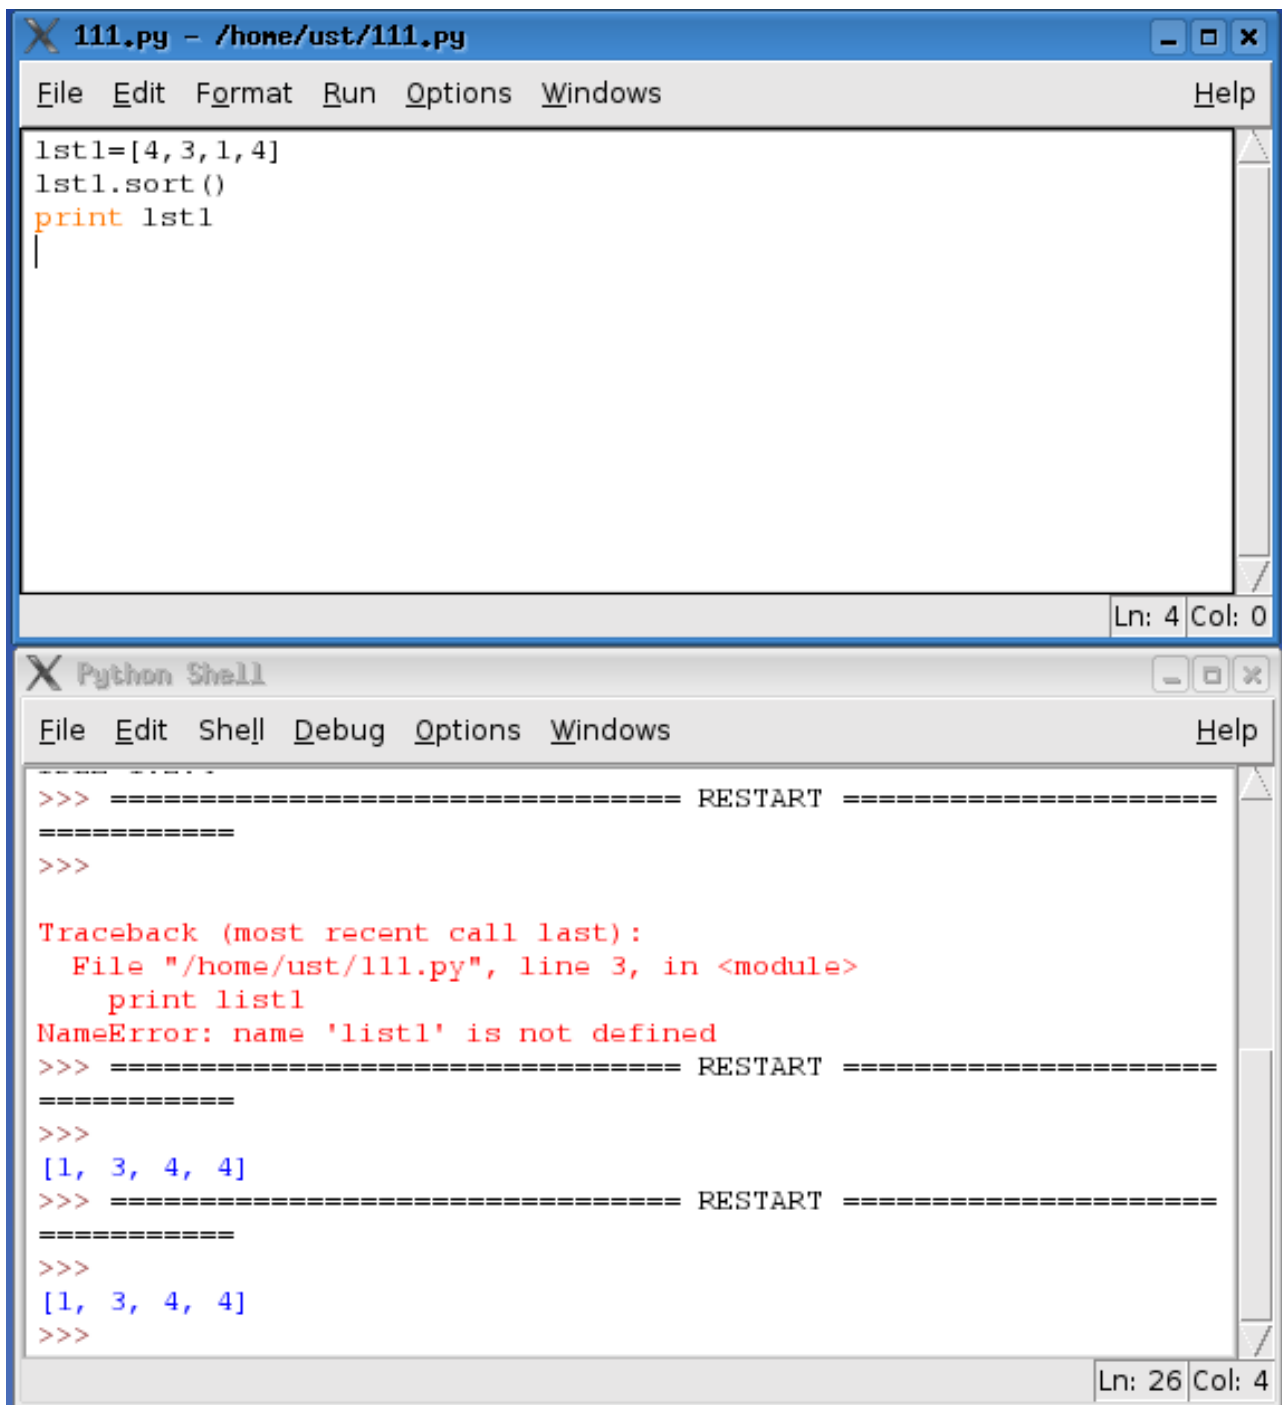 111.py - /home/ust/111.py
File Edit Format Run Options Windows Help
lst1=[4,3,1,4]
lst1.sort()
print lst1
Ln: 4 Col: 0
Python Shell
File Edit Shell Debug Options Windows Help
>>> ================================ RESTART =====================
===========
>>>
Traceback (most recent call last):
  File "/home/ust/111.py", line 3, in <module>
    print list1
NameError: name 'list1' is not defined
>>> ================================ RESTART =====================
===========
>>>
[1, 3, 4, 4]
>>> ================================ RESTART =====================
===========
>>>
[1, 3, 4, 4]
>>>
Ln: 26 Col: 4